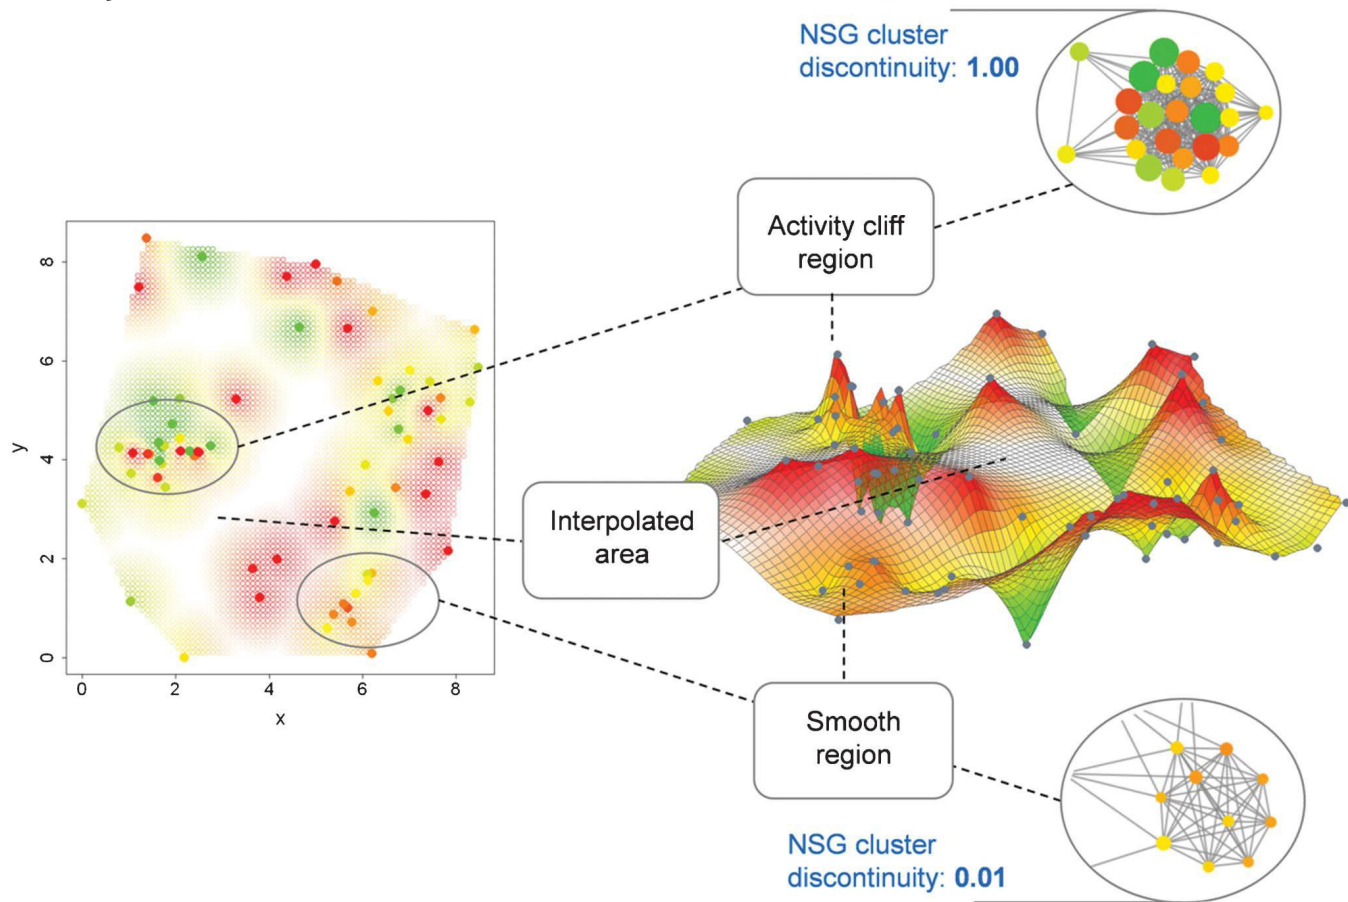 NSG cluster
discontinuity: 1.00
Activity cliff
region
8
6
4
2
0
y
0
2
4
6
8
x
Interpolated
area
Smooth
region
NSG cluster
discontinuity: 0.01